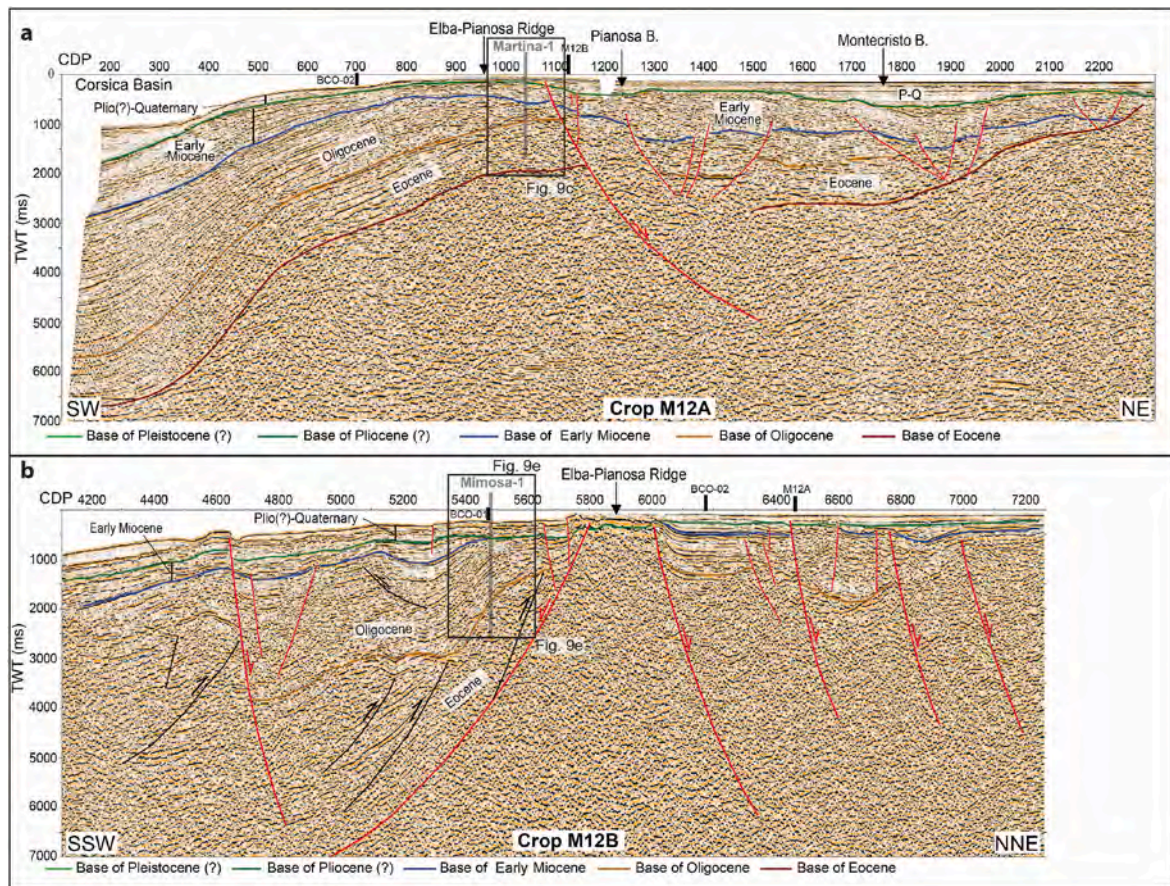 a
Elba-Pianosa Ridge
Pianosa B.
Montecristo B.
CDP
Martina-1
M12B
200 300 400 500 600 700 800 900 1000 1100 1200 1300 1400 1500 1600 1700 1800 1900 2000 2100 2200
Corsica Basin
BCO-02
P-Q
Plio(?)-Quaternary
Early
Miocene
Early
Miocene
Oligocene
Eocene
Eocene
Fig. 9c
0
1000
2000
3000
4000
5000
6000
7000
TWT (ms)
SW
Crop M12A
NE
Base of Pleistocene (?) Base of Pliocene (?) Base of Early Miocene Base of Oligocene Base of Eocene
b
Fig. 9e
Elba-Pianosa Ridge
Mimosa-1
CDP
BCO-02
M12A
4200 4400 4600 4800 5000 5200 5400 5600 5800 6000 6400 6600 6800 7000 7200
BCO-01
Plio(?)-Quaternary
Early Miocene
Oligocene
Eocene
Fig. 9e
1000
2000
3000
4000
5000
6000
7000
TWT (ms)
SSW
Crop M12B
NNE
Base of Pleistocene (?) Base of Pliocene (?) Base of Early Miocene Base of Oligocene Base of Eocene